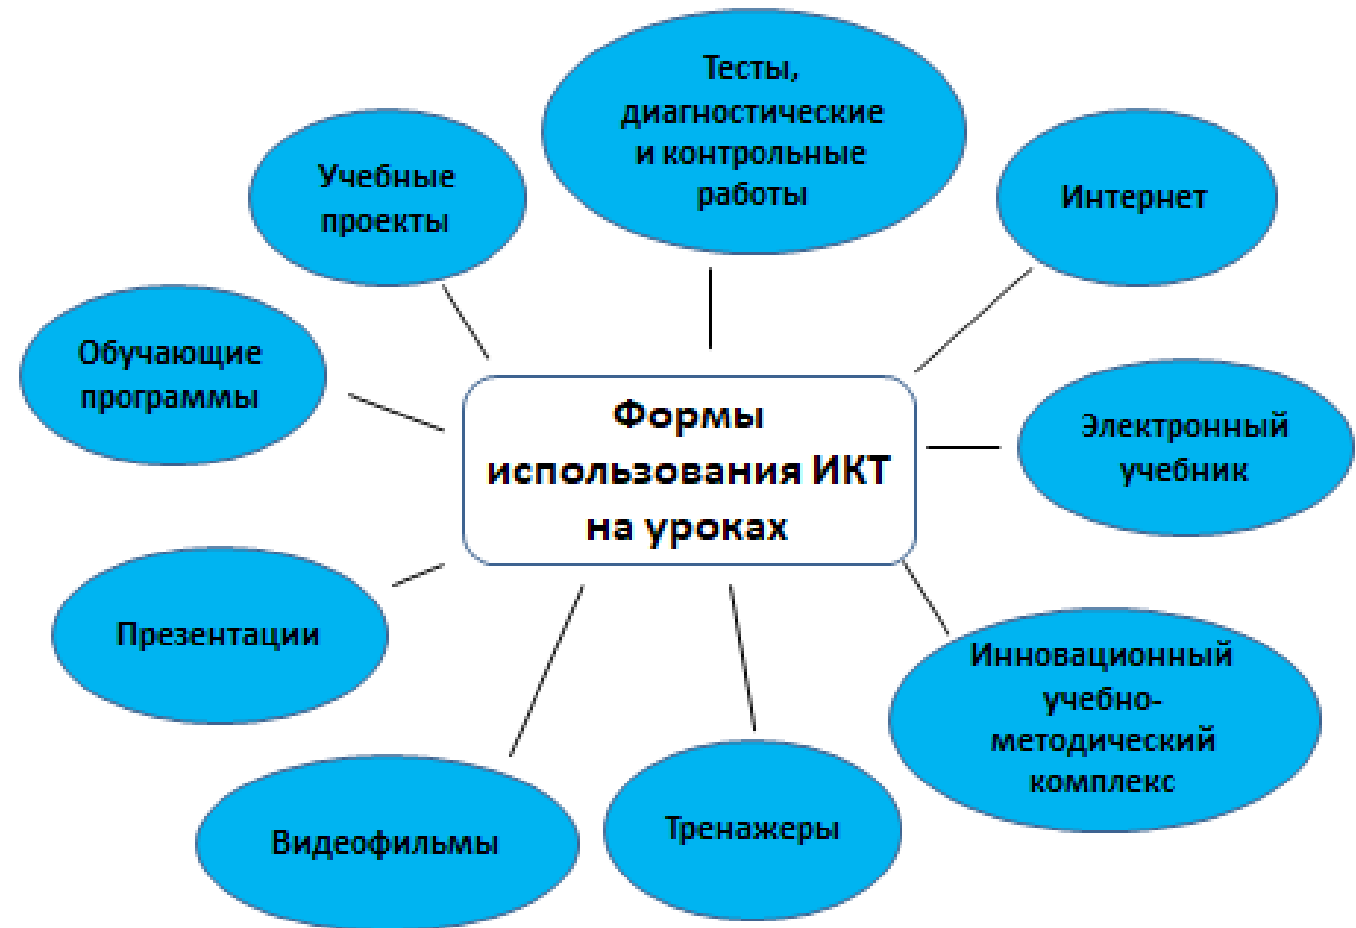 Тесты,
диагностические
и контрольные
работы
Учебные
проекты
Интернет
Обучающие
программы
Формы
использования ИКТ
на уроках
Электронный
учебник
Презентации
Инновационный
учебно-
методический
комплекс
Видеофильмы
Тренажеры